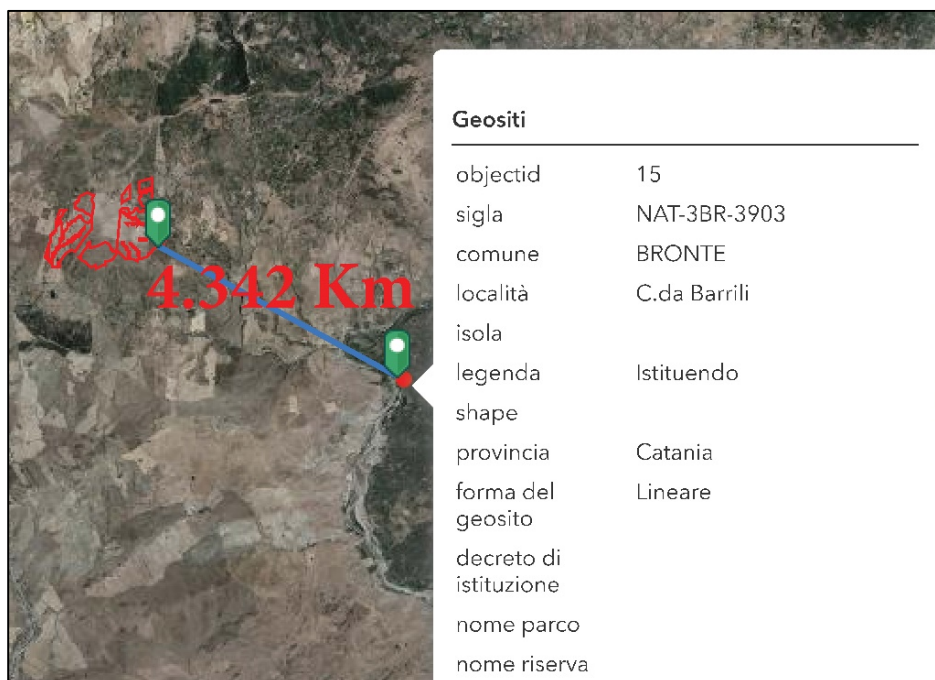 4.342 Km
Geositi
objectid 15
sigla NAT-3BR-3903
comune BRONTE
località C.da Barrili
isola
legenda Istituendo
shape
provincia Catania
forma del Lineare
geosito
decreto di
istituzione
nome parco
nome riserva